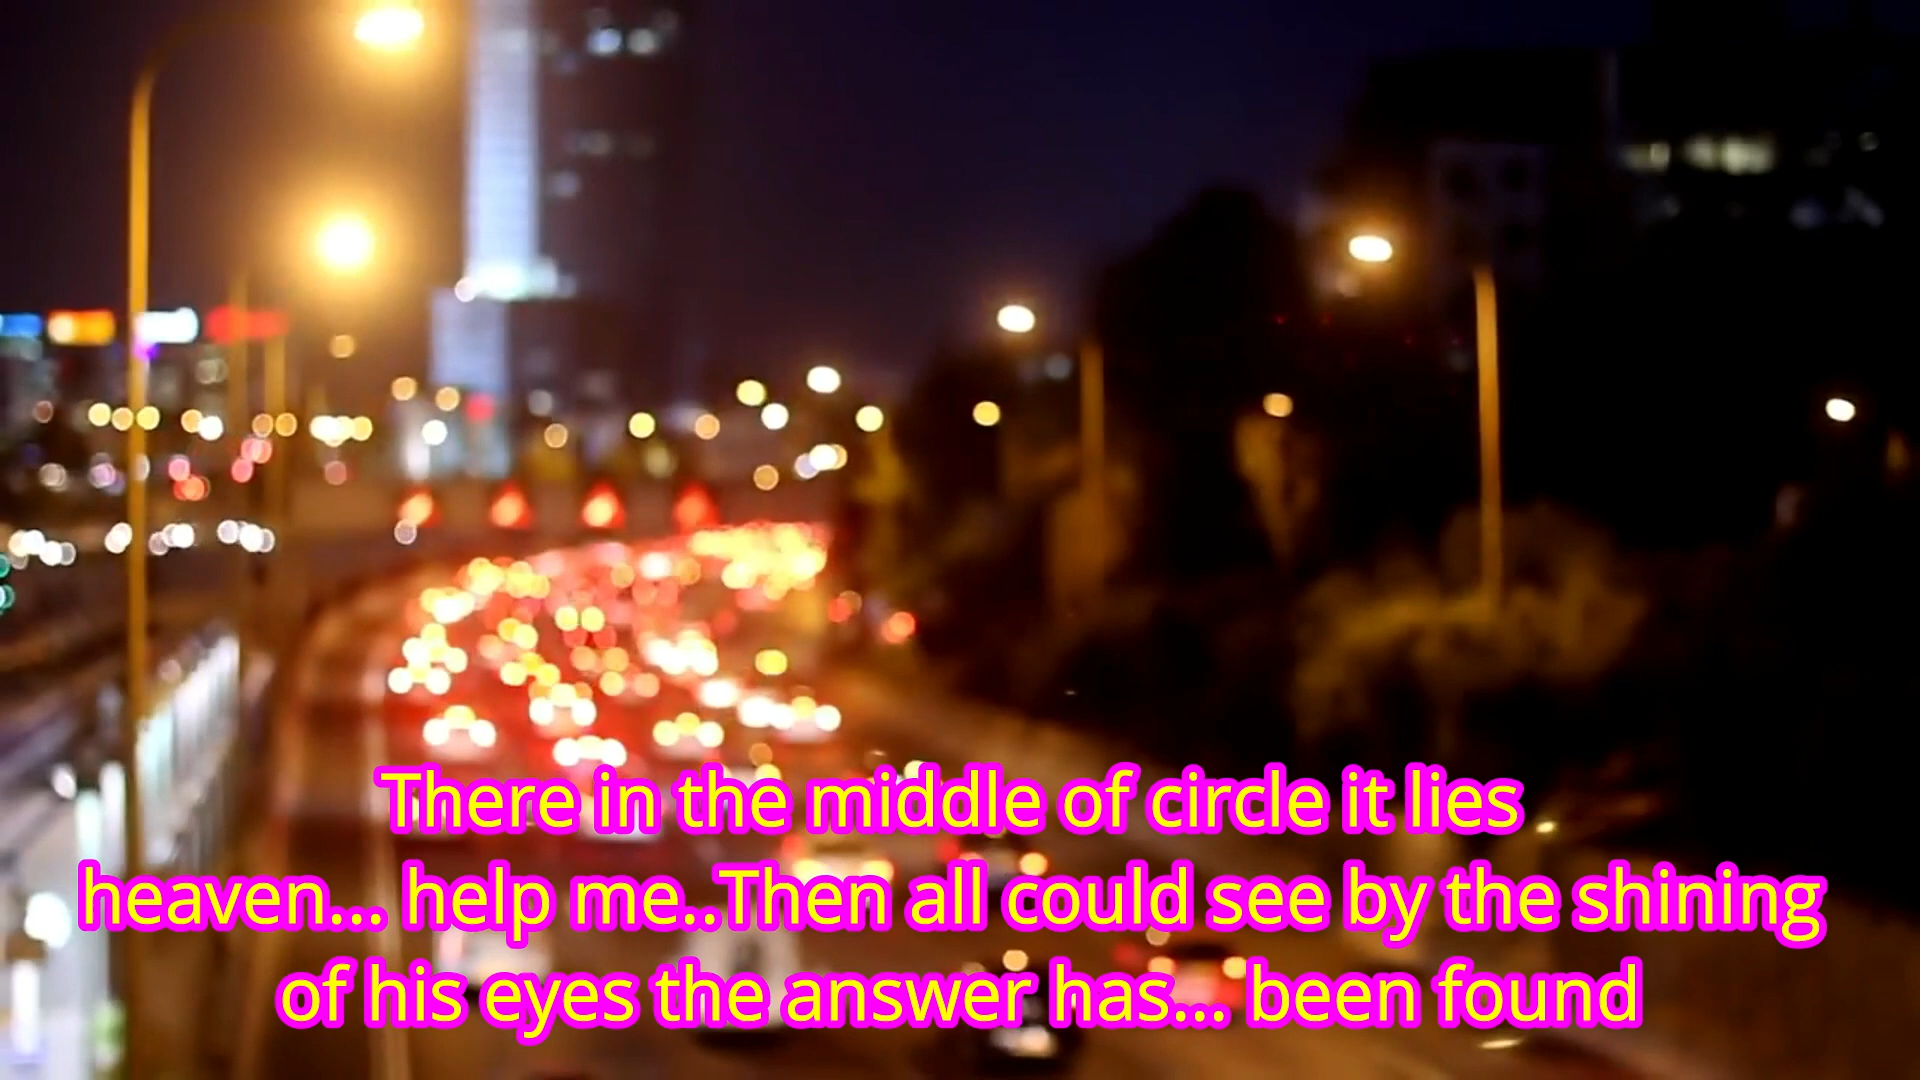 There in the middle of circle it lies
heaven... help me..Then all could see by the shining
of his eyes the answer has... been found